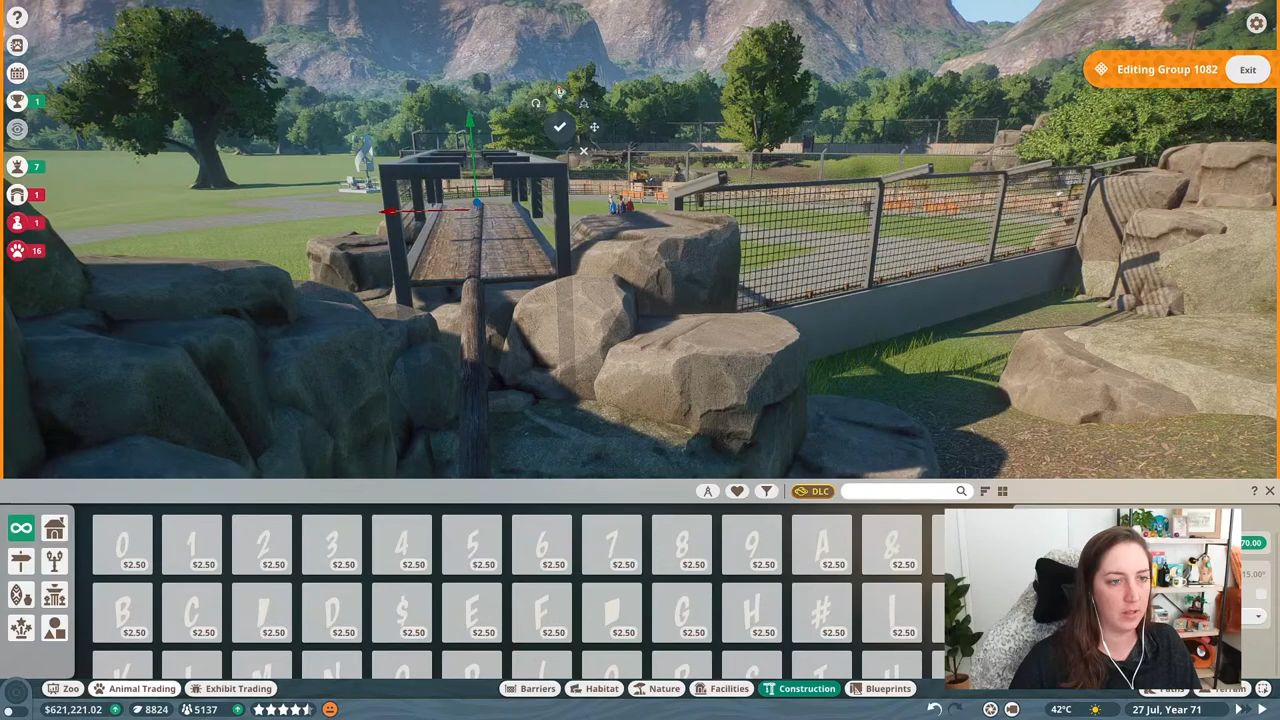 ?
Editing Group 1082
Exit
1
7
1
1
16
DLC
? ×
0 $2.50
1 $2.50
2 $2.50
3 $2.50
4 $2.50
5 $2.50
6 $2.50
7 $2.50
8 $2.50
9 $2.50
A $2.50
& $2.50
70.00
15.00°
B $2.50
C $2.50
$2.50
D $2.50
$ $2.50
E $2.50
F $2.50
$2.50
G $2.50
H $2.50
# $2.50
$2.50
Zoo
Animal Trading
Exhibit Trading
Barriers
Habitat
Nature
Facilities
Construction
Blueprints
$621,221.02
8824
5137
42°C
27 Jul, Year 71